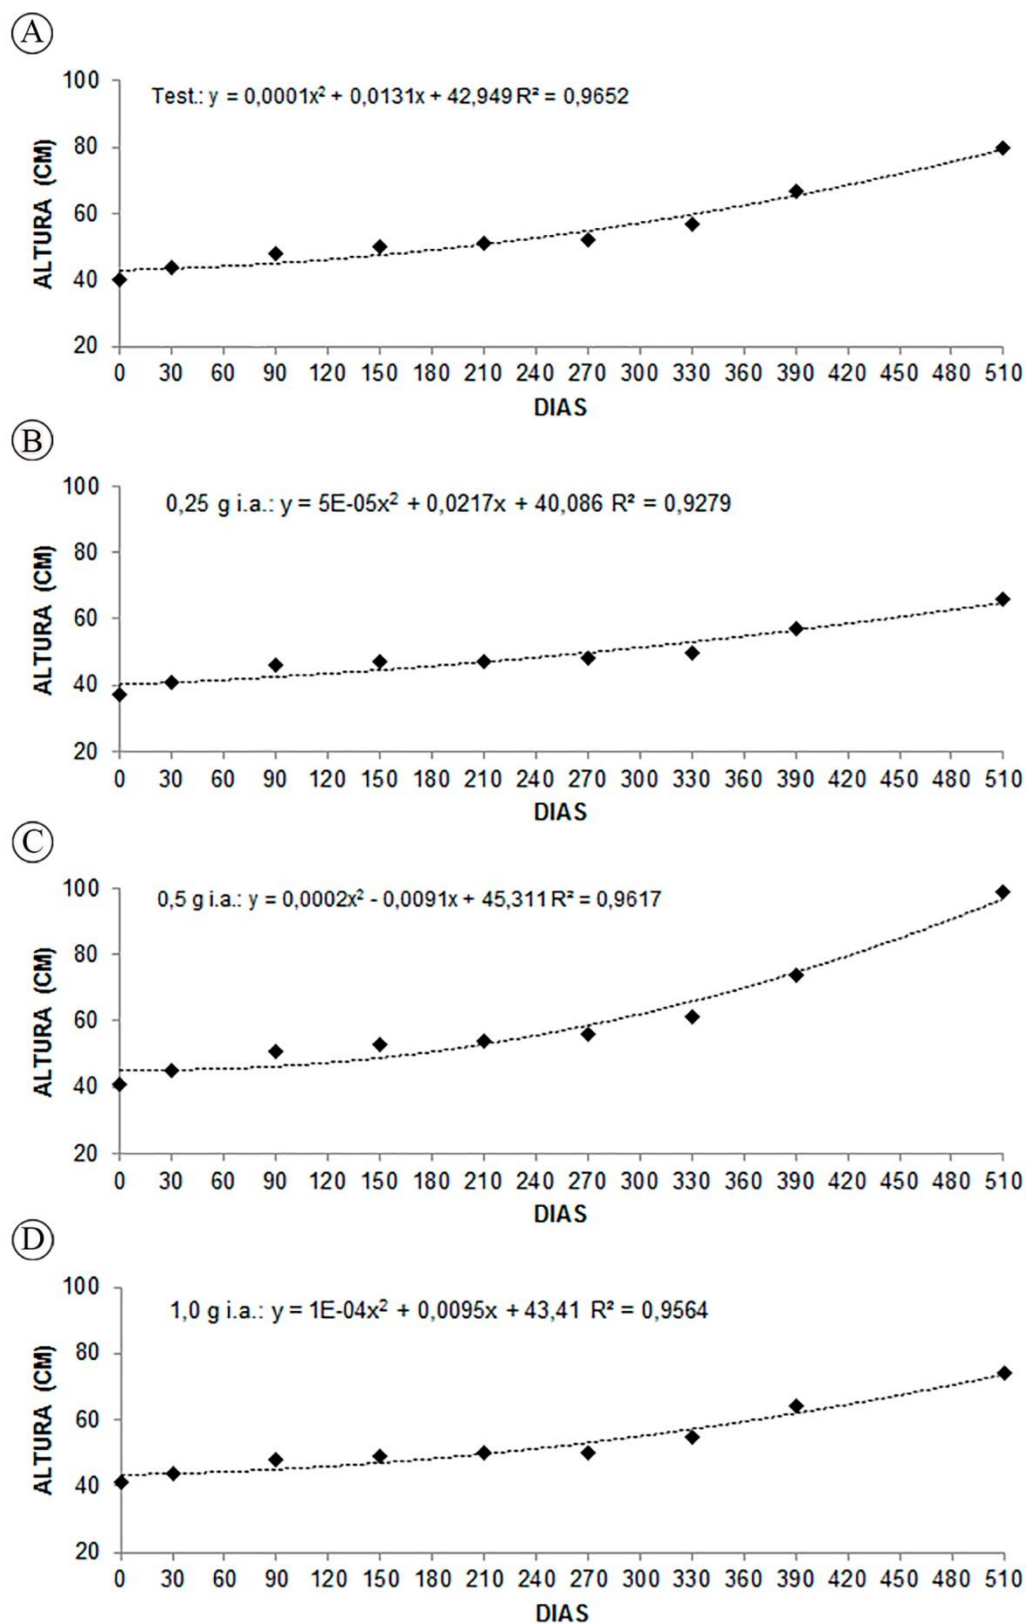 A
Test.: y = 0,0001x² + 0,0131x + 42,949 R² = 0,9652
ALTURA (CM)
100
80
60
40
20
0 30 60 90 120 150 180 210 240 270 300 330 360 390 420 450 480 510
DIAS
B
0,25 g i.a.: y = 5E-05x² + 0,0217x + 40,086 R² = 0,9279
ALTURA (CM)
100
80
60
40
20
0 30 60 90 120 150 180 210 240 270 300 330 360 390 420 450 480 510
DIAS
C
0,5 g i.a.: y = 0,0002x² - 0,0091x + 45,311 R² = 0,9617
ALTURA (CM)
100
80
60
40
20
0 30 60 90 120 150 180 210 240 270 300 330 360 390 420 450 480 510
DIAS
D
1,0 g i.a.: y = 1E-04x² + 0,0095x + 43,41 R² = 0,9564
ALTURA (CM)
100
80
60
40
20
0 30 60 90 120 150 180 210 240 270 300 330 360 390 420 450 480 510
DIAS